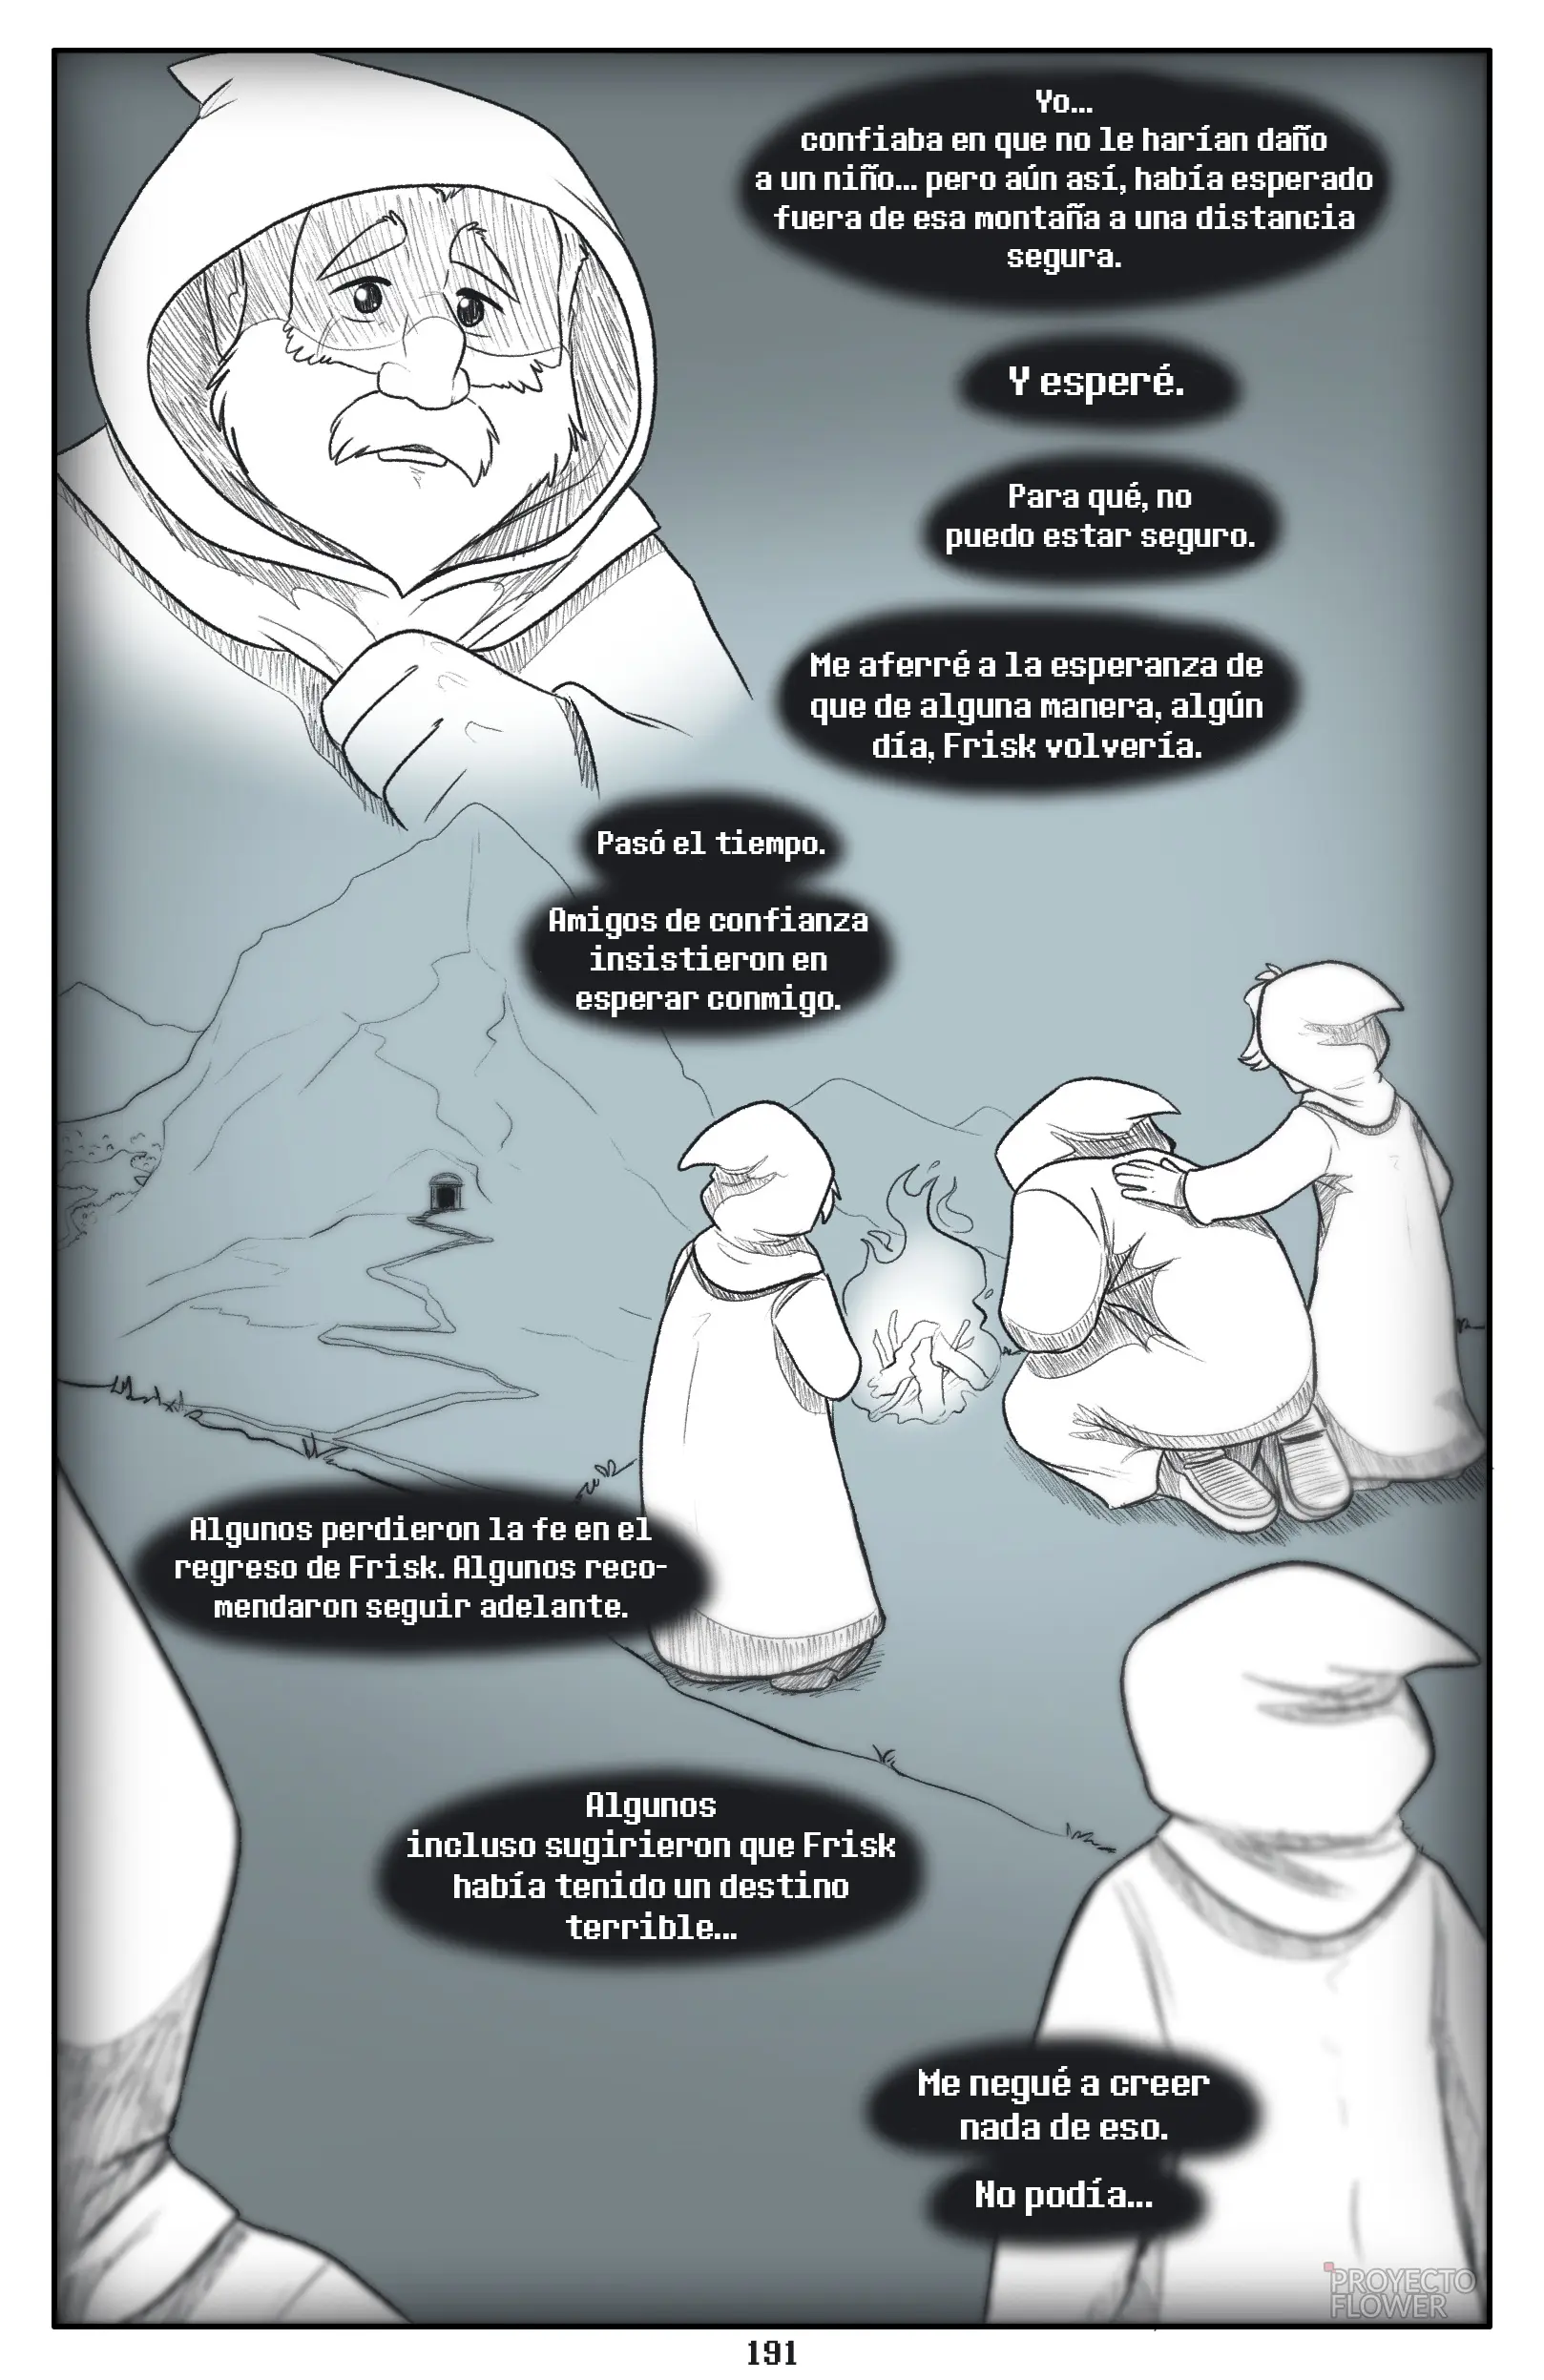 Yo...
confiaba en que no le harían daño
a un niño... pero aún así, había esperado
fuera de esa montaña a una distancia
segura.
Y esperé.
Para qué, no
puedo estar seguro.
Me aferré a la esperanza de
que de alguna manera, algún
día, Frisk volvería.
Pasó el tiempo.
Amigos de confianza
insistieron en
esperar conmigo.
Algunos perdieron la fe en el
regreso de Frisk. Algunos reco-
mendaron seguir adelante.
Algunos
incluso sugirieron que Frisk
había tenido un destino
terrible...
Me negué a creer
nada de eso.
No podía...
PROYECTO
FLOWER
191